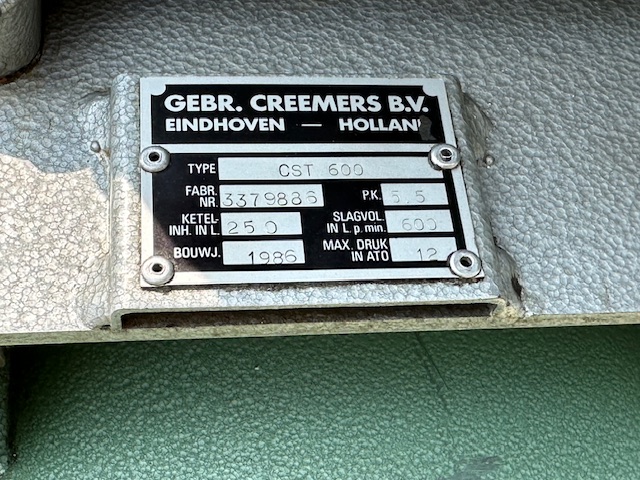 GEBR. CREEMERS B.V.
EINDHOVEN — HOLLAND
TYPE CST 600
FABR. NR. 3379886 P.K. 5,5
KETEL- INH. IN L. 250 SLAGVOL. IN L. p. min. 600
BOUWJ. 1986 MAX. DRUK IN ATO 12